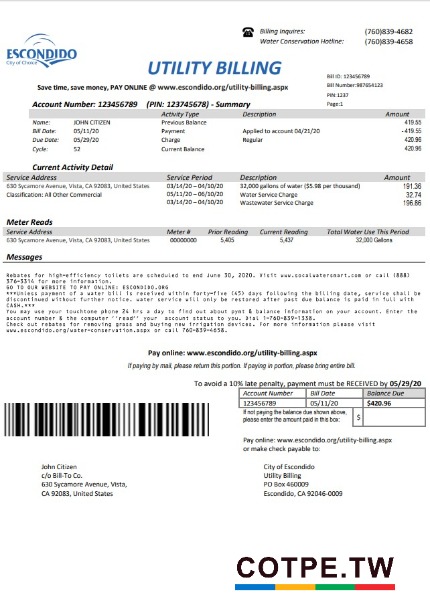 Billing Inquires: (760)839-4682
Water Conservation Hotline: (760)839-4658
ESCONDIDO
City of Choice
UTILITY BILLING
Bill ID: 123456789
Bill Number:987654123
PIN:1237
Page:1
Save time, save money, PAY ONLINE @ www.escondido.org/utility-billing.aspx
Account Number: 123456789 (PIN: 123745678) - Summary
Activity Type Description Amount
Name: JOHN CITIZEN Previous Balance 419.55
Bill Date: 05/11/20 Payment Applied to account 04/21/20 -419.55
Due Date: 05/29/20 Charge Regular 420.96
Cycle: 52 Current Balance 420.96
Current Activity Detail
Service Address Service Period Description Amount
630 Sycamore Avenue, Vista, CA 92083, United States 03/14/20 – 04/10/20 32,000 gallons of water ($5.98 per thousand) 191.36
Classification: All Other Commercial 05/11/20 – 06/10/20 Water Service Charge 32.74
03/14/20 – 04/10/20 Wastewater Service Charge 196.86
Meter Reads
Service Address Meter # Prior Reading Current Reading Total Water Use This Period
630 Sycamore Avenue, Vista, CA 92083, United States 00000000 5,405 5,437 32,000 Gallons
Messages
Rebates for high-efficiency toilets are scheduled to end June 30, 2020. Visit www.socalwatersmart.com or call (888)
376-3314 for more information.
GO TO OUR WEBSITE TO PAY ONLINE: ESCONDIDO.ORG
***Unless payment of a water bill is received within forty-five (45) days following the billing date, service shall be
discontinued without further notice. water service will only be restored after past due balance is paid in full with
CASH.***
You may use your touchtone phone 24 hrs a day to find out about pymt & balance information on your account. Enter the
account number & the computer ''read'' your account status to you. Dial 1-760-839-1338.
Check out rebates for removing grass and buying new irrigation devices. For more information please visit
www.escondido.org/water-conservation.aspx or call 760-839-4658.
Pay online: www.escondido.org/utility-billing.aspx
If paying by mail, please return this portion. If paying in portion, please bring entire bill.
To avoid a 10% late penalty, payment must be RECEIVED by 05/29/20
Account Number Bill Date Balance Due
123456789 05/11/20 $420.96
If not paying the balance due shown above,
please enter the amount paid in this box: $
Pay online: www.escondido.org/utility-billing.aspx
or make check payable to:
John Citizen
c/o Bill-To Co.
630 Sycamore Avenue, Vista,
CA 92083, United States
City of Escondido
Utility Billing
PO Box 460009
Escondido, CA 92046-0009
COTPE.TW